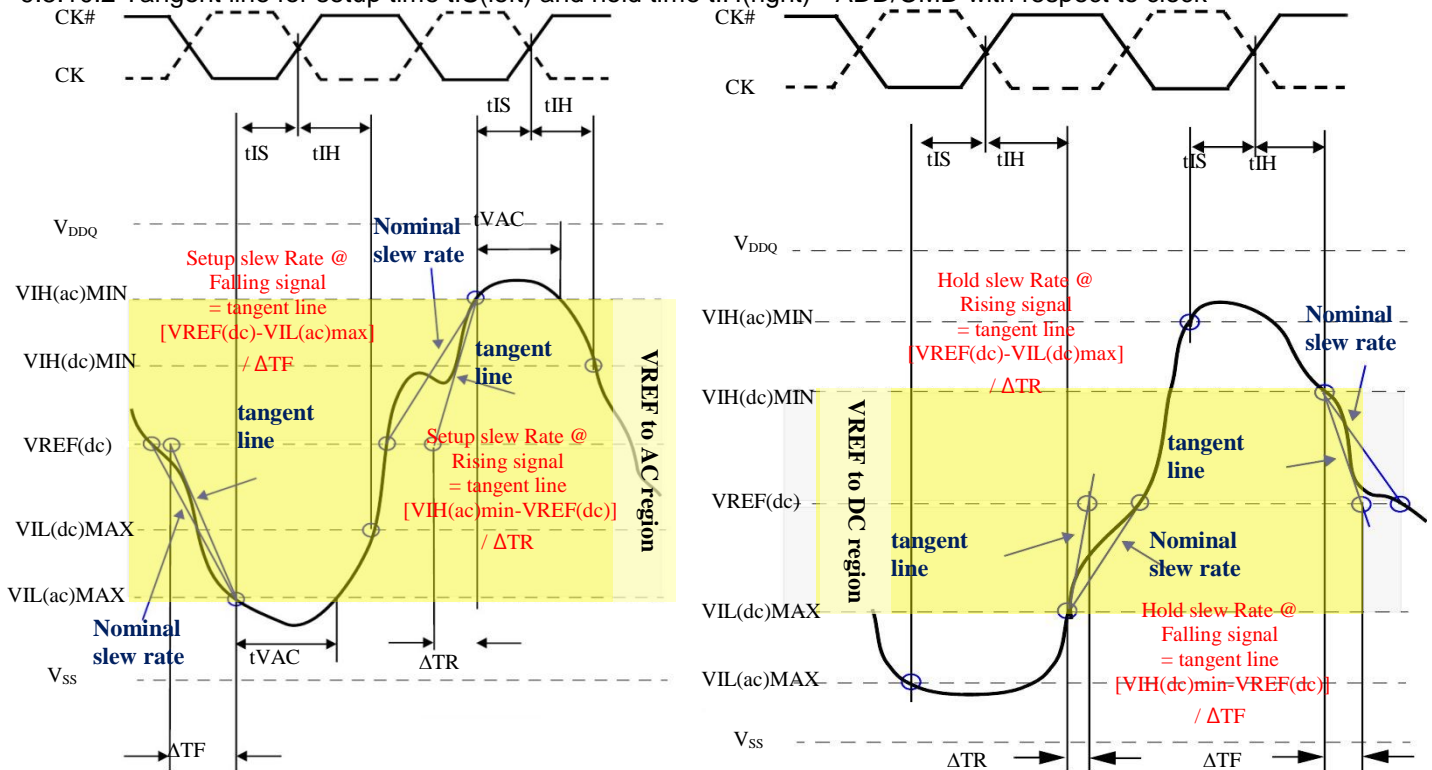 CK#
CK
tIS
tIH
tIS
tIH
VDDQ
Nominal
slew rate
tVAC
Setup slew Rate @
Falling signal
= tangent line
[VREF(dc)-VIL(ac)max]
/ ΔTF
VIH(ac)MIN
VIH(dc)MIN
tangent
line
tangent
line
VREF(dc)
Setup slew Rate @
Rising signal
= tangent line
[VIH(ac)min-VREF(dc)]
/ ΔTR
VREF to AC region
VIL(dc)MAX
VIL(ac)MAX
Nominal
slew rate
tVAC
ΔTR
VSS
ΔTF
CK#
CK
tIS
tIH
tIS
tIH
VDDQ
Hold slew Rate @
Rising signal
= tangent line
[VREF(dc)-VIL(dc)max]
/ ΔTR
VIH(ac)MIN
Nominal
slew rate
VIH(dc)MIN
VREF to DC region
tangent
line
VREF(dc)
tangent
line
Nominal
slew rate
VIL(dc)MAX
Hold slew Rate @
Falling signal
= tangent line
[VIH(dc)min-VREF(dc)]
/ ΔTF
VIL(ac)MAX
VSS
ΔTR
ΔTF